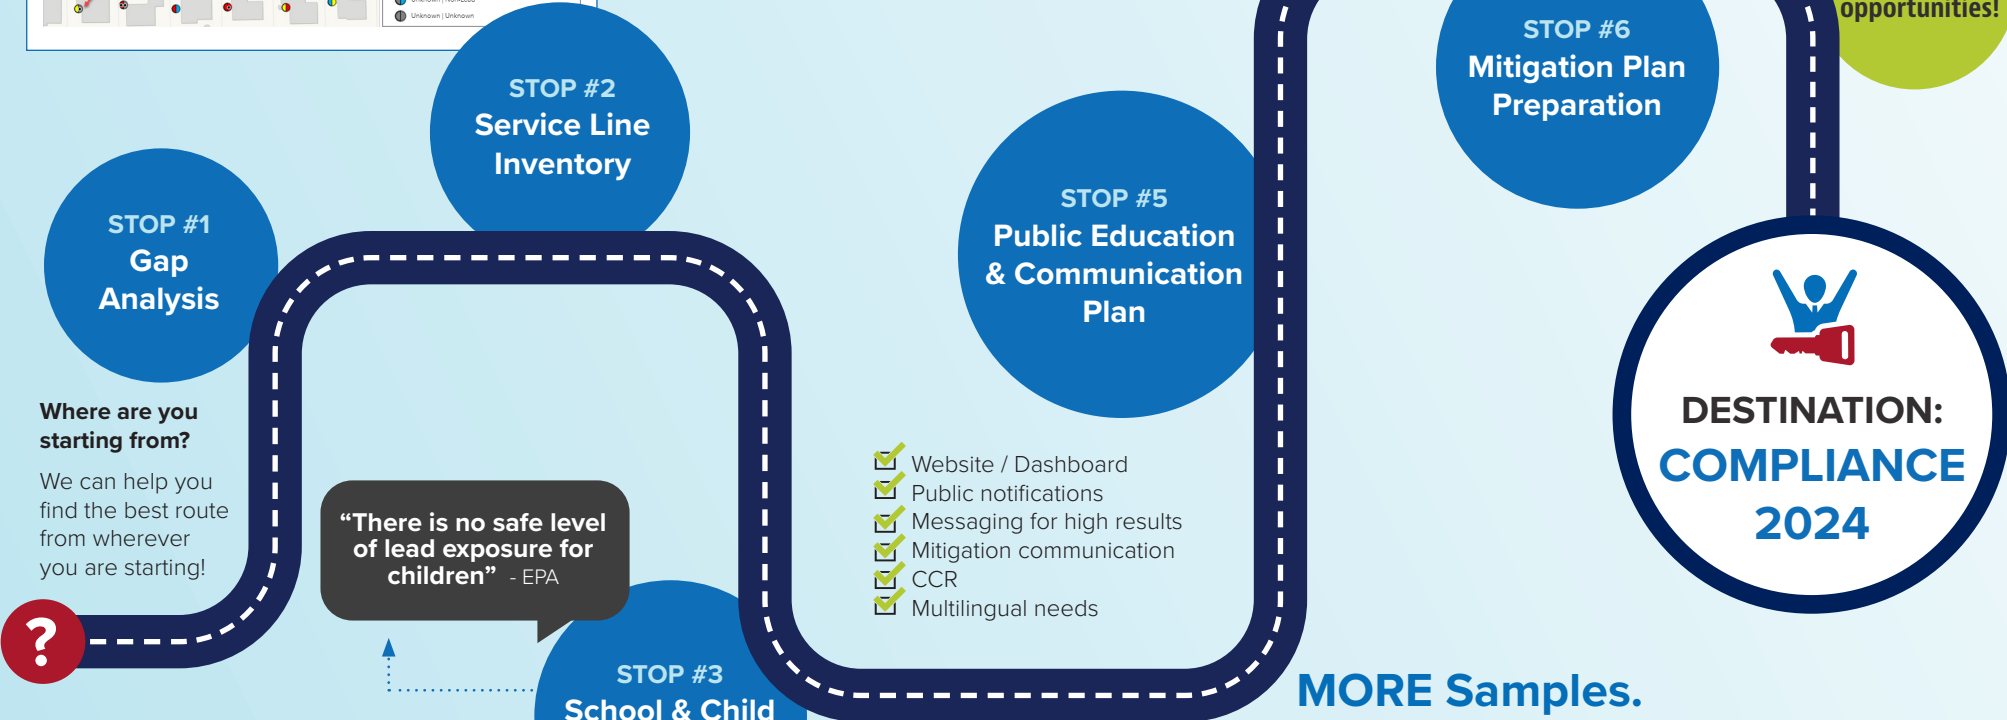 Unknown | Non-Lead
Unknown | Unknown
opportunities!
STOP #2
Service Line
Inventory
STOP #6
Mitigation Plan
Preparation
STOP #1
Gap
Analysis
STOP #5
Public Education
& Communication
Plan
Where are you
starting from?
We can help you
find the best route
from wherever
you are starting!
?
“There is no safe level
of lead exposure for
children” - EPA
Website / Dashboard
Public notifications
Messaging for high results
Mitigation communication
CCR
Multilingual needs
DESTINATION:
COMPLIANCE
2024
STOP #3
School & Child
MORE Samples.